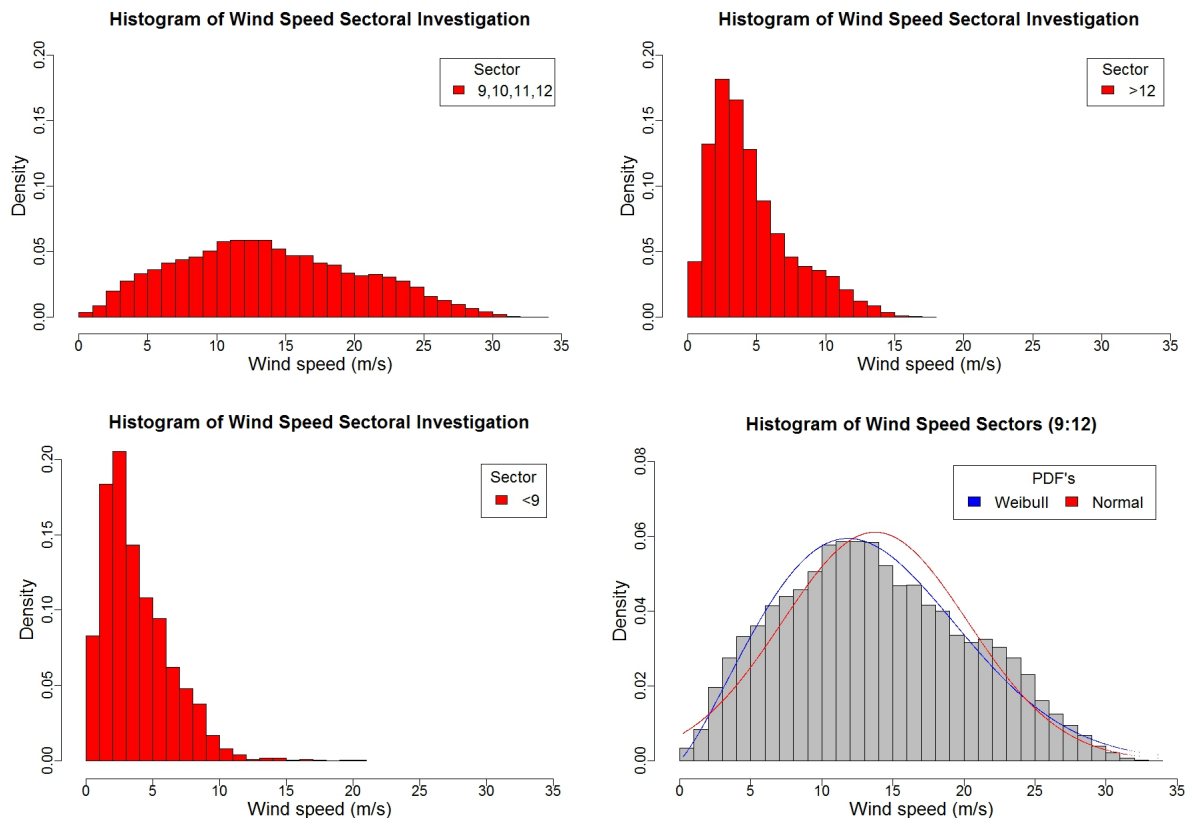 Histogram of Wind Speed Sectoral Investigation
Density
0.00
0.05
0.10
0.15
0.20
Sector
9,10,11,12
0 5 10 15 20 25 30 35
Wind speed (m/s)
Histogram of Wind Speed Sectoral Investigation
Density
0.00
0.05
0.10
0.15
0.20
Sector
>12
0 5 10 15 20 25 30 35
Wind speed (m/s)
Histogram of Wind Speed Sectoral Investigation
Density
0.00
0.05
0.10
0.15
0.20
Sector
<9
0 5 10 15 20 25 30 35
Wind speed (m/s)
Histogram of Wind Speed Sectors (9:12)
Density
0.00
0.02
0.04
0.06
0.08
PDF's
Weibull Normal
0 5 10 15 20 25 30 35
Wind speed (m/s)